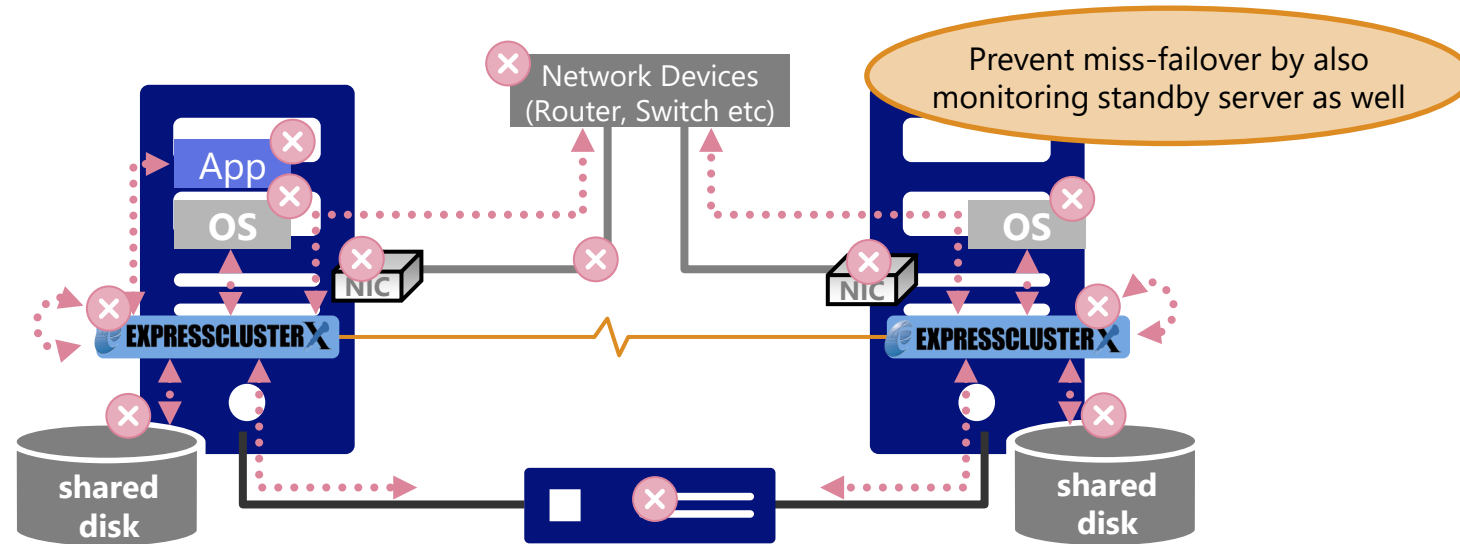 Prevent miss-failover by also
monitoring standby server as well
Network Devices
(Router, Switch etc)
App
OS
OS
NIC
NIC
EXPRESSCLUSTER X
EXPRESSCLUSTER X
shared
disk
shared
disk